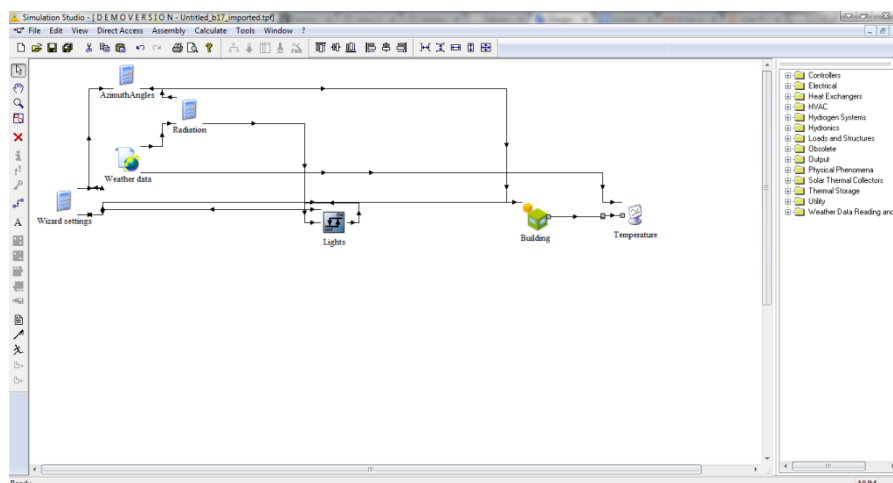 Simulation Studio - [ D E M O V E R S I O N - Untitled_b17_imported.tpf]
File Edit View Direct Access Assembly Calculate Tools Window ?
AzimuthAngles
Radiation
Weather data
Wizard settings
Lights
Building
Temperature
Controllers
Electrical
Heat Exchangers
HVAC
Hydrogen Systems
Hydronics
Loads and Structures
Obsolete
Output
Physical Phenomena
Solar Thermal Collectors
Thermal Storage
Utility
Weather Data Reading and
A
Ready
NUM